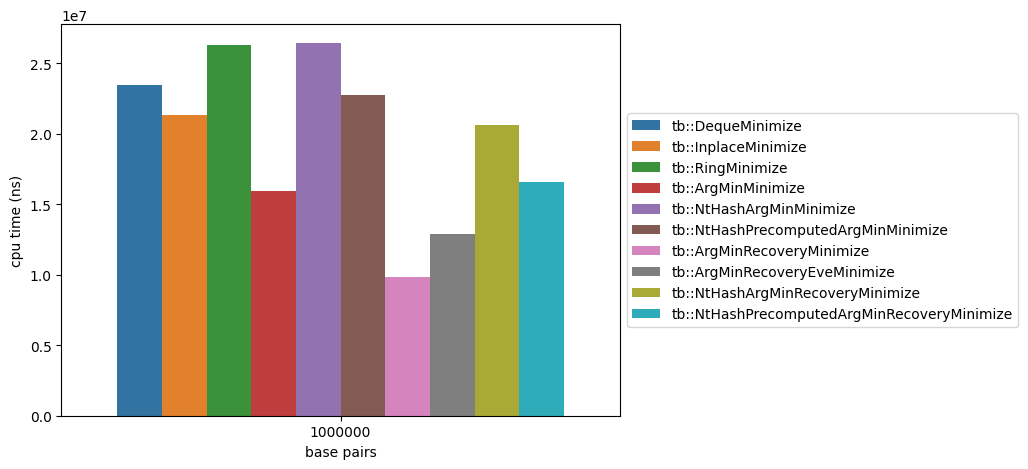 1e7
2.5
2.0
1.5
1.0
0.5
0.0
cpu time (ns)
1000000
base pairs
tb::DequeMinimize
tb::InplaceMinimize
tb::RingMinimize
tb::ArgMinMinimize
tb::NtHashArgMinMinimize
tb::NtHashPrecomputedArgMinMinimize
tb::ArgMinRecoveryMinimize
tb::ArgMinRecoveryEveMinimize
tb::NtHashArgMinRecoveryMinimize
tb::NtHashPrecomputedArgMinRecoveryMinimize